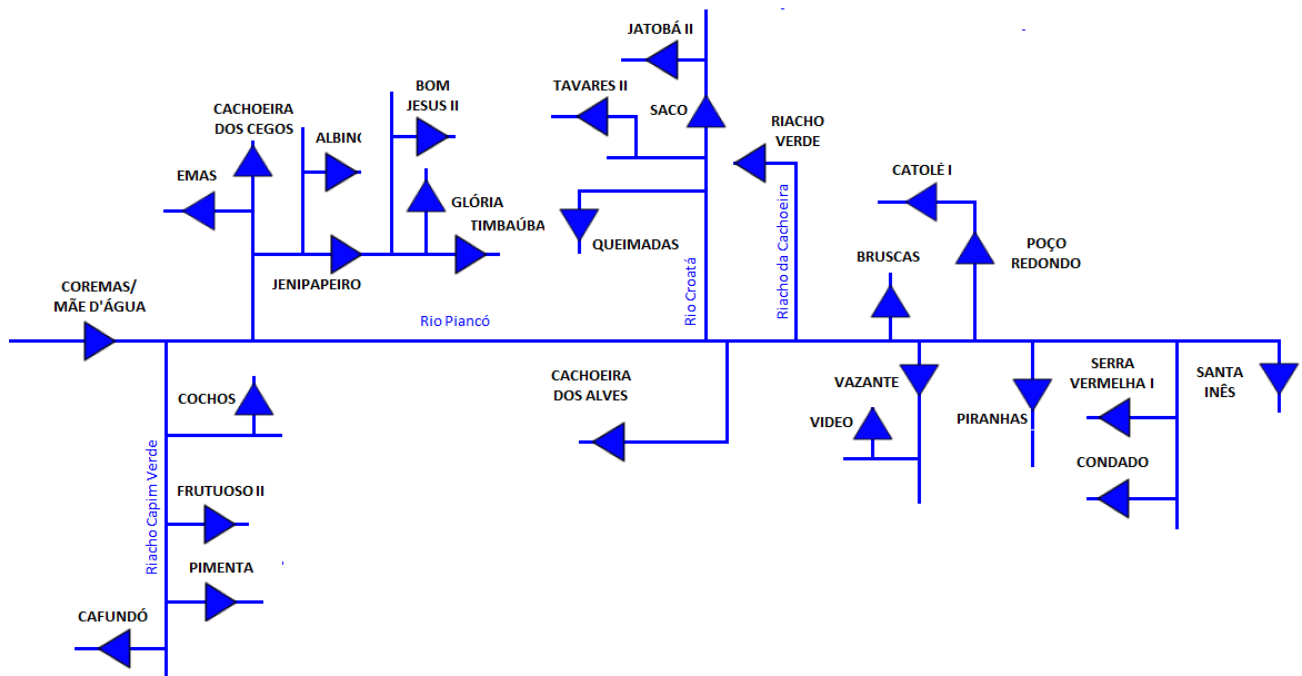 JATOBÁ II
BOM
JESUS II
TAVARES II
CACHOEIRA
DOS CEGOS
ALBINO
SACO
RIACHO
VERDE
EMAS
CATOLÉ I
GLÓRIA
TIMBAÚBA
QUEIMADAS
POÇO
REDONDO
BRUSCAS
JENIPAPEIRO
COREMAS/
MÃE D'ÁGUA
Rio Piancó
Rio Croatá
Riacho da Cachoeira
COCHOS
CACHOEIRA
DOS ALVES
VAZANTE
VIDEO
PIRANHAS
SERRA
VERMELHA I
SANTA
INÊS
CONDADO
FRUTUOSO II
Riacho Capim Verde
PIMENTA
CAFUNDÓ